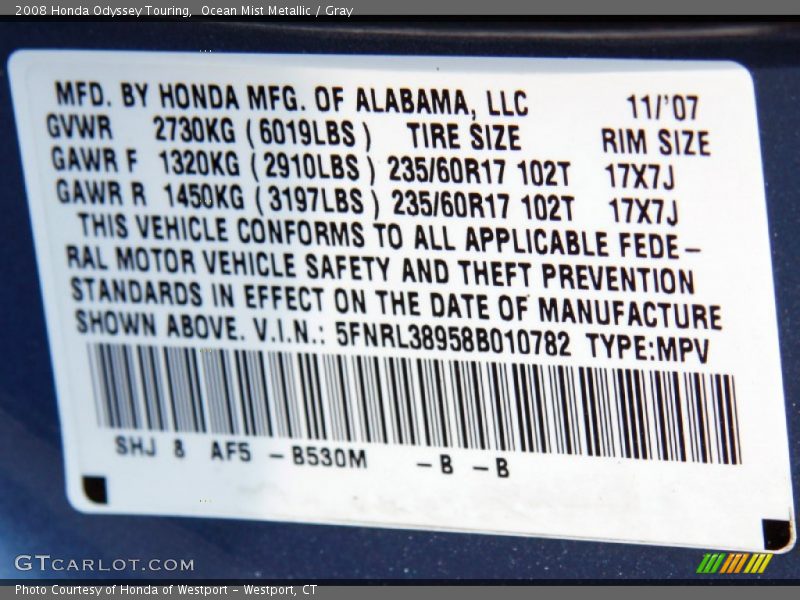 2008 Honda Odyssey Touring,  Ocean Mist Metallic / Gray
MFD. BY HONDA MFG. OF ALABAMA, LLC 11/'07
GVWR 2730KG (6019LBS) TIRE SIZE RIM SIZE
GAWR F 1320KG (2910LBS) 235/60R17 102T 17X7J
GAWR R 1450KG (3197LBS) 235/60R17 102T 17X7J
THIS VEHICLE CONFORMS TO ALL APPLICABLE FEDE-
RAL MOTOR VEHICLE SAFETY AND THEFT PREVENTION
STANDARDS IN EFFECT ON THE DATE OF MANUFACTURE
SHOWN ABOVE. V.I.N.: 5FNRL38958B010782 TYPE:MPV
SHJ 8 AF5 -B530M -B -B
GTCARLOT.COM
Photo Courtesy of Honda of Westport - Westport, CT